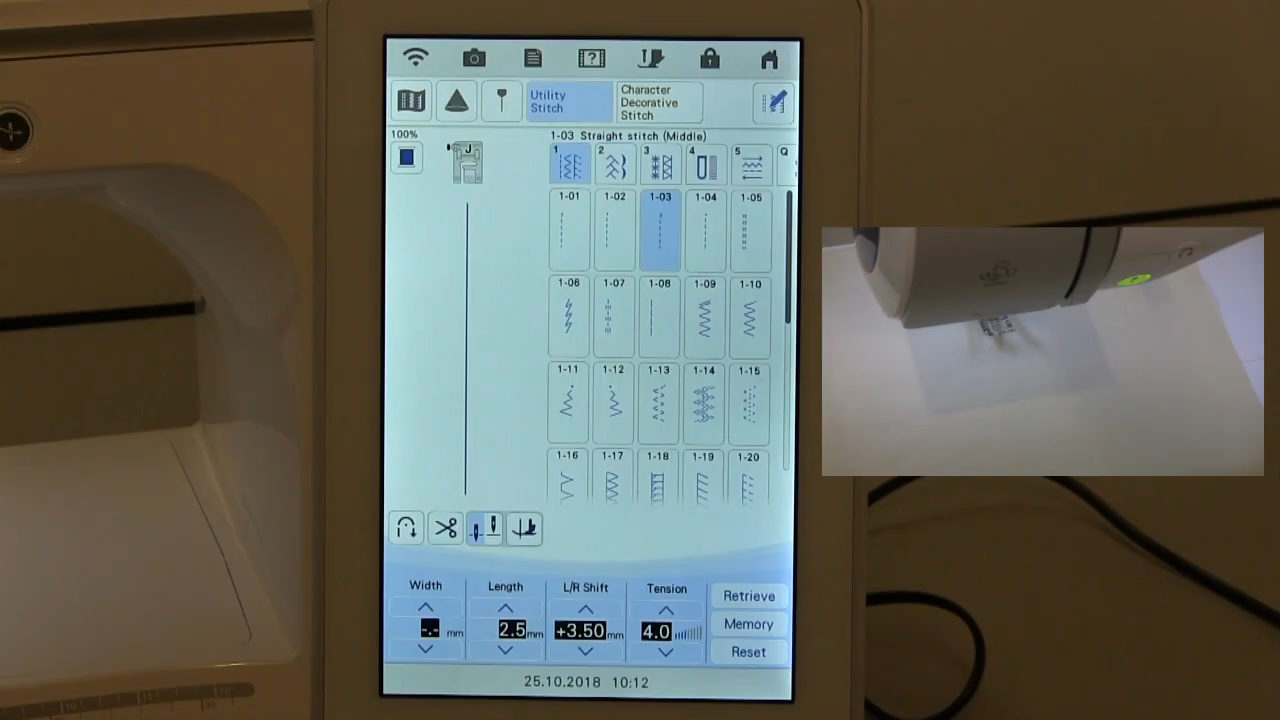 Utility
Stitch
Character
Decorative
Stitch
100%
1-03 Straight stitch (Middle)
J
1 2 3 4 5 Q
1-01 1-02 1-03 1-04 1-05
1-06 1-07 1-08 1-09 1-10
1-11 1-12 1-13 1-14 1-15
1-16 1-17 1-18 1-19 1-20
Width Length L/R Shift Tension
-.- mm 2.5 mm +3.50 mm 4.0
Retrieve
Memory
Reset
25.10.2018 10:12